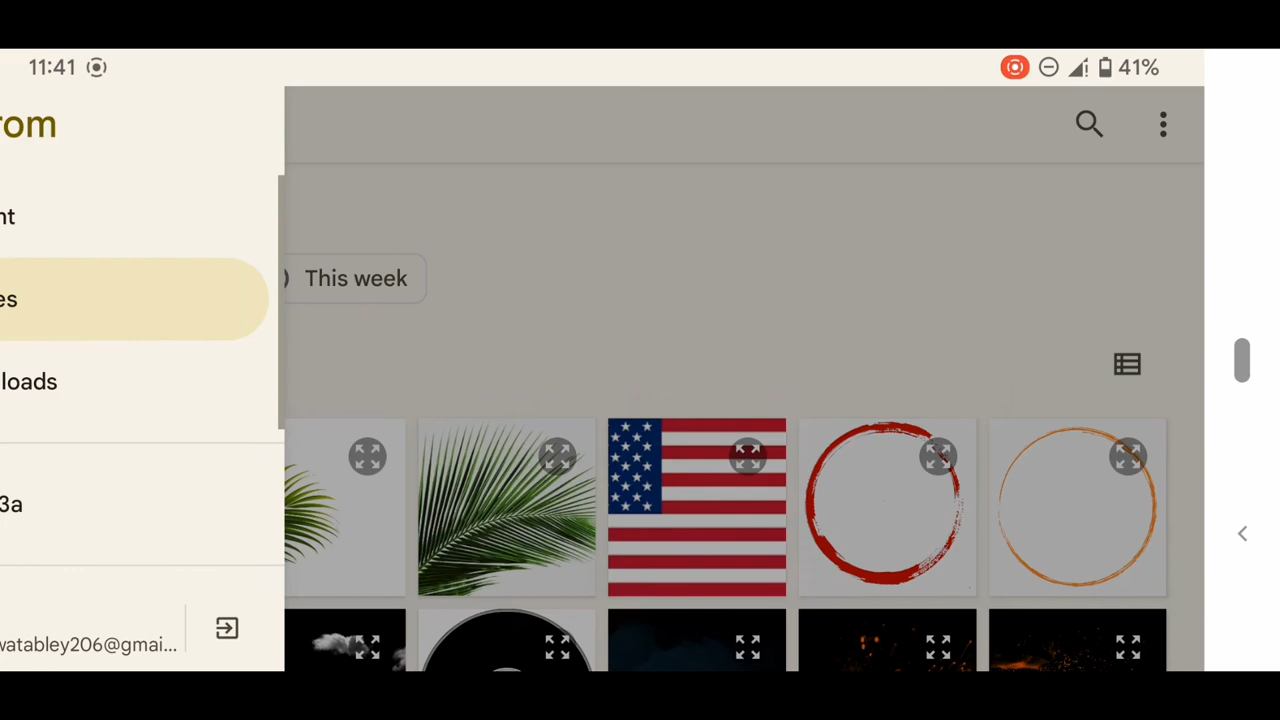 11:41
41%
rom
nt
This week
es
loads
3a
watabley206@gmai...